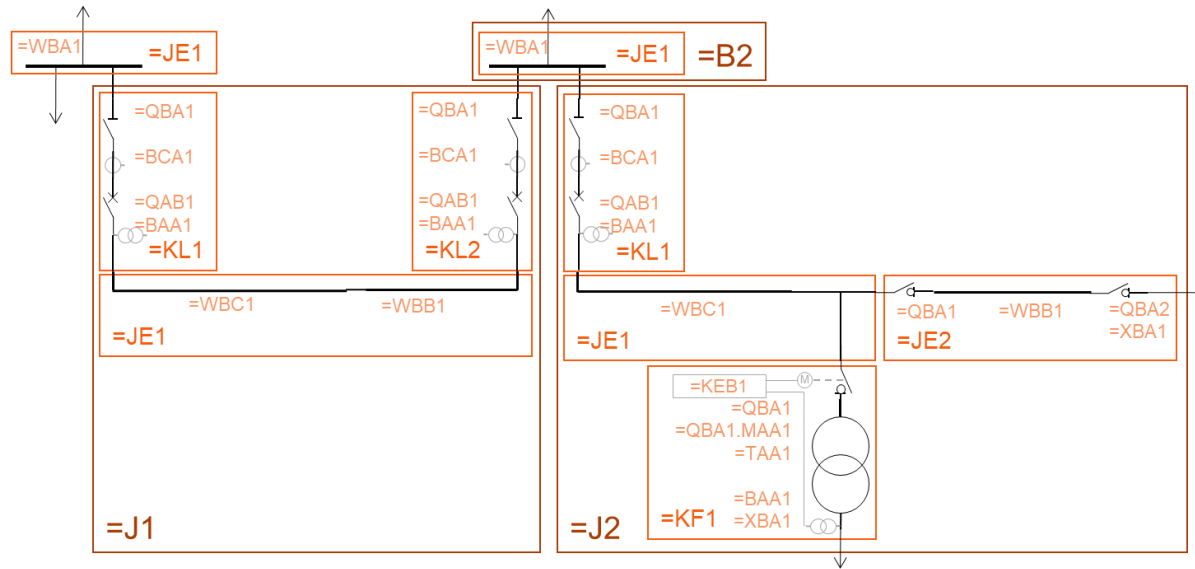 =WBA1
=JE1
=WBA1
=JE1
=B2
=QBA1
=BCA1
=QAB1
=BAA1
=KL1
=QBA1
=BCA1
=QAB1
=BAA1
=KL2
=WBC1
=WBB1
=JE1
=J1
=QBA1
=BCA1
=QAB1
=BAA1
=KL1
=WBC1
=JE1
=QBA1
=WBB1
=QBA2
=XBA1
=JE2
=KEB1
M
=QBA1
=QBA1.MAA1
=TAA1
=BAA1
=XBA1
=KF1
=J2